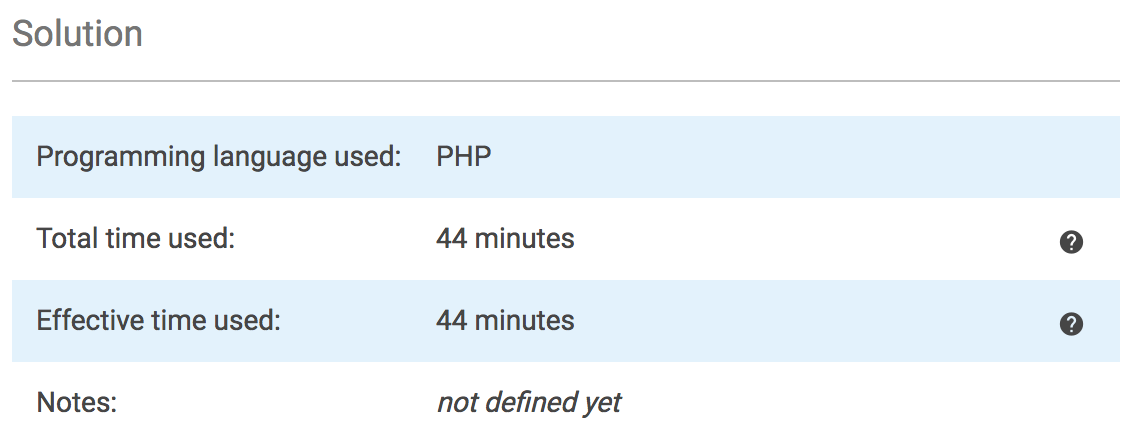 Solution
Programming language used: PHP
Total time used: 44 minutes
Effective time used: 44 minutes
Notes: not defined yet